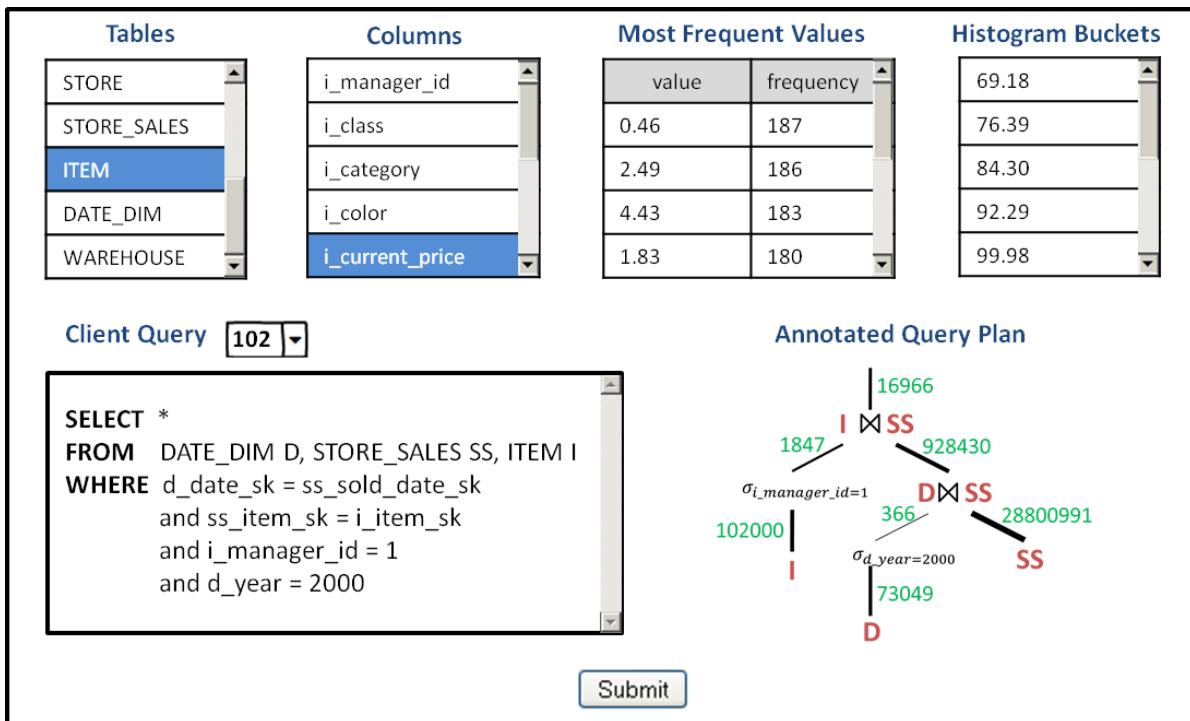 Tables
STORE
STORE_SALES
ITEM
DATE_DIM
WAREHOUSE
Columns
i_manager_id
i_class
i_category
i_color
i_current_price
Most Frequent Values
value frequency
0.46 187
2.49 186
4.43 183
1.83 180
Histogram Buckets
69.18
76.39
84.30
92.29
99.98
Client Query 102
SELECT *
FROM DATE_DIM D, STORE_SALES SS, ITEM I
WHERE d_date_sk = ss_sold_date_sk
and ss_item_sk = i_item_sk
and i_manager_id = 1
and d_year = 2000
Annotated Query Plan
16966
I ⋈ SS
1847 928430
σi_manager_id=1 D⋈ SS
102000 366 28800991
I σd_year=2000 SS
73049
D
Submit